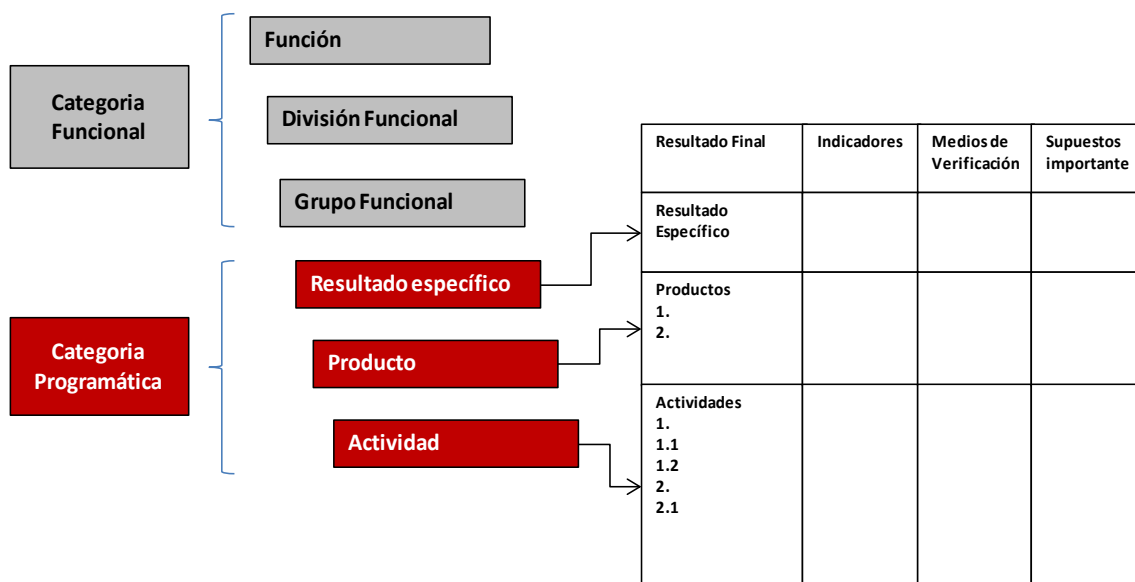 Categoria
Funcional
Función
División Funcional
Grupo Funcional
Categoria
Programática
Resultado específico
Producto
Actividad
Resultado Final
Indicadores
Medios de
Verificación
Supuestos
importante
Resultado
Específico
Productos
1.
2.
Actividades
1.
1.1
1.2
2.
2.1